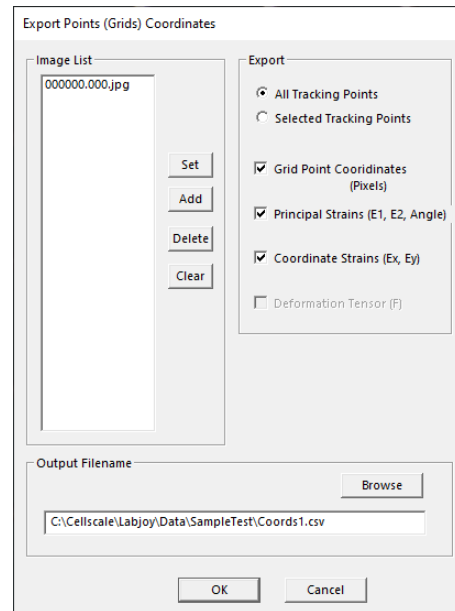 Export Points (Grids) Coordinates
Image List
000000.000.jpg
Set
Add
Delete
Clear
Export
All Tracking Points
Selected Tracking Points
Grid Point Cooridinates
(Pixels)
Principal Strains (E1, E2, Angle)
Coordinate Strains (Ex, Ey)
Deformation Tensor (F)
Output Filename
Browse
C:\Cellscale\Labjoy\Data\SampleTest\Coords1.csv
OK
Cancel